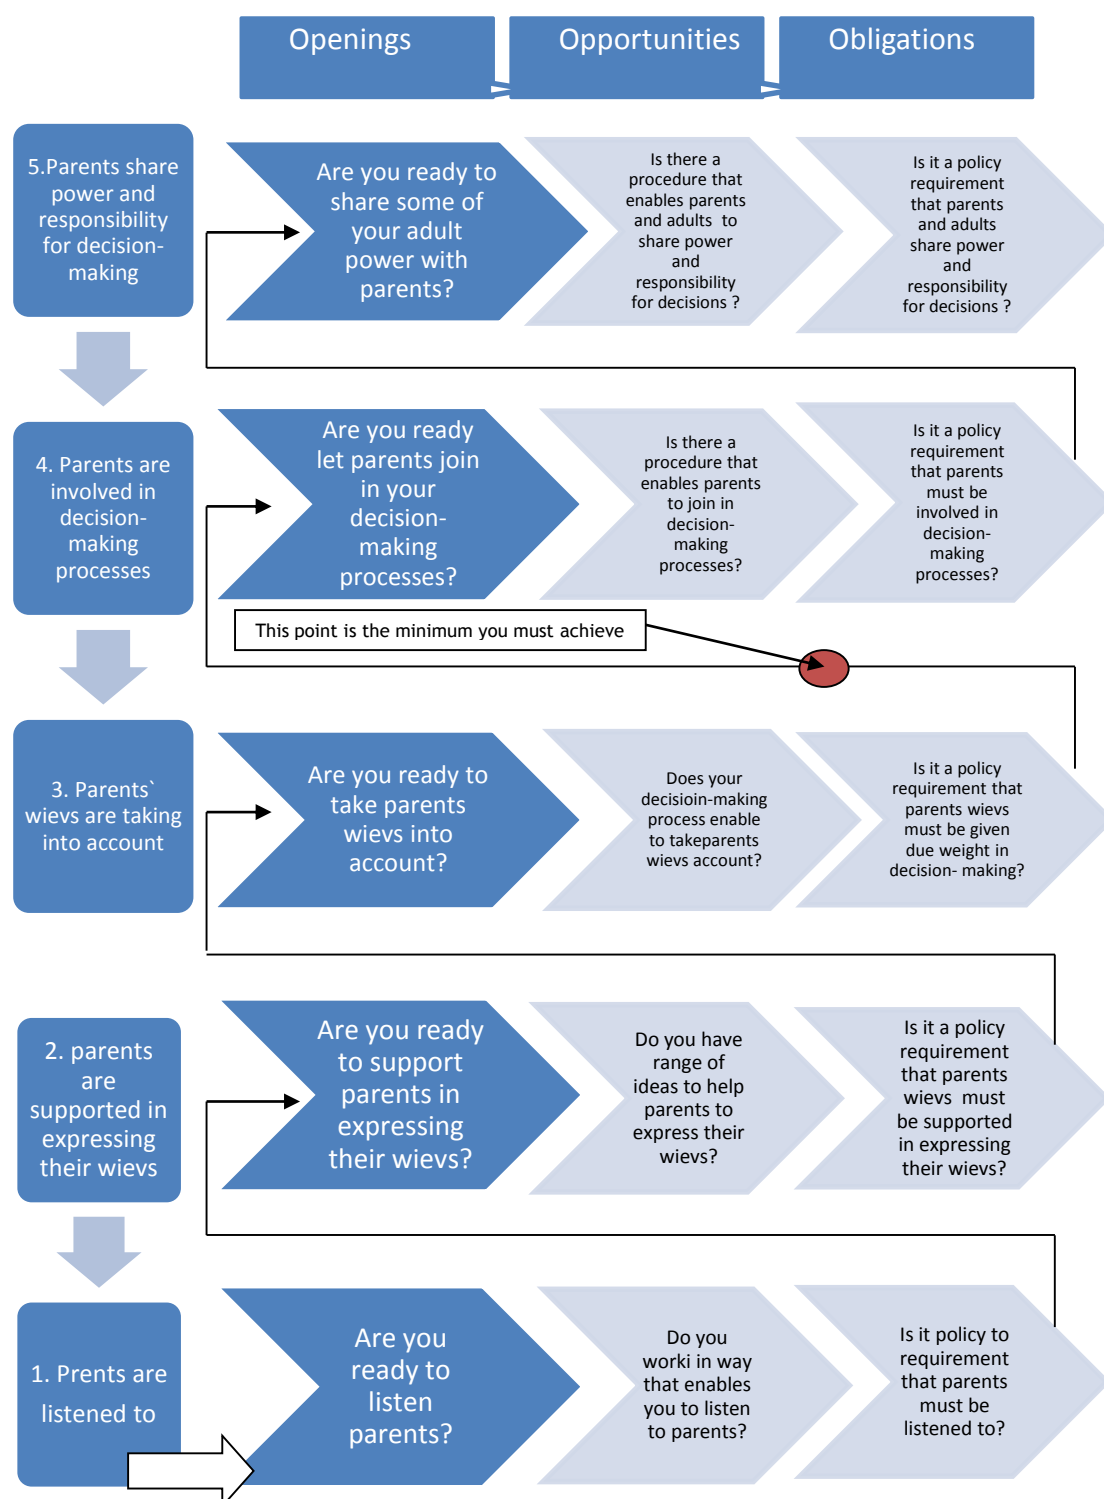 Openings
Opportunities
Obligations
5.Parents share
power and
responsibility
for decision-
making
Are you ready to
share some of
your adult
power with
parents?
Is there a
procedure that
enables parents
and adults to
share power
and
responsibility
for decisions ?
Is it a policy
requirement
that parents
and adults
share power
and
responsibility
for decisions ?
4. Parents are
involved in
decision-
making
processes
Are you ready
let parents join
in your
decision-
making
processes?
Is there a
procedure that
enables parents
to join in
decision-
making
processes?
Is it a policy
requirement
that parents
must be
involved in
decision-
making
processes?
This point is the minimum you must achieve
3. Parents`
wievs are taking
into account
Are you ready to
take parents
wievs into
account?
Does your
decisioin-making
process enable
to takeparents
wievs account?
Is it a policy
requirement that
parents wievs
must be given
due weight in
decision- making?
2. parents
are
supported in
expressing
their wievs
Are you ready
to support
parents in
expressing
their wievs?
Do you have
range of
ideas to help
parents to
express their
wievs?
Is it a policy
requirement
that parents
wievs must
be supported
in expressing
their wievs?
1. Prents are
listened to
Are you
ready to
listen
parents?
Do you
worki in way
that enables
you to listen
to parents?
Is it policy to
requirement
that parents
must be
listened to?